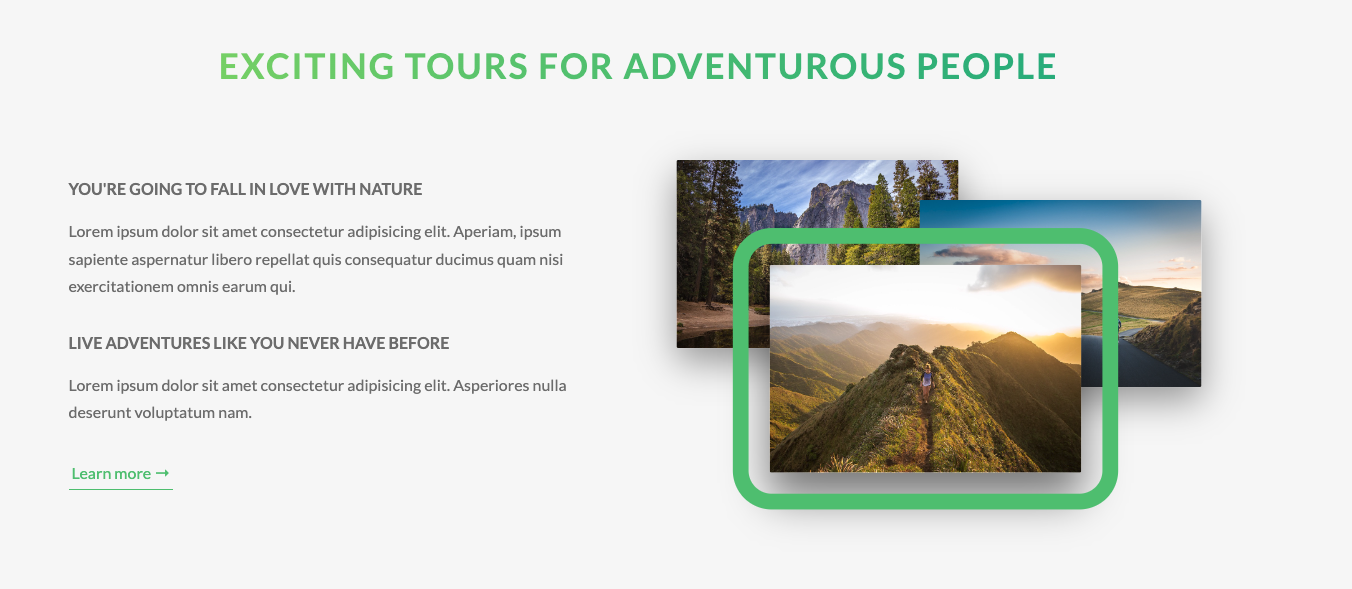 EXCITING TOURS FOR ADVENTUROUS PEOPLE
YOU'RE GOING TO FALL IN LOVE WITH NATURE
Lorem ipsum dolor sit amet consectetur adipisicing elit. Aperiam, ipsum
sapiente aspernatur libero repellat quis consequatur ducimus quam nisi
exercitationem omnis earum qui.
LIVE ADVENTURES LIKE YOU NEVER HAVE BEFORE
Lorem ipsum dolor sit amet consectetur adipisicing elit. Asperiores nulla
deserunt voluptatum nam.
Learn more →